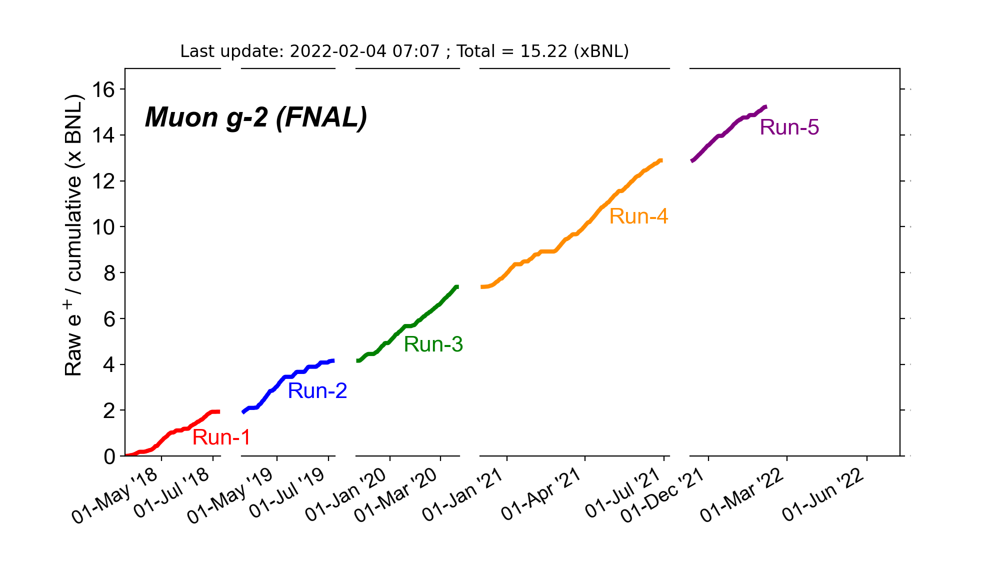 Last update: 2022-02-04 07:07 ; Total = 15.22 (xBNL)
Muon g-2 (FNAL)
Raw e⁺ / cumulative (x BNL)
16
14
12
10
8
6
4
2
0
Run-1
Run-2
Run-3
Run-4
Run-5
01-May '18
01-Jul '18
01-May '19
01-Jul '19
01-Jan '20
01-Mar '20
01-Jan '21
01-Apr '21
01-Jul '21
01-Dec '21
01-Mar '22
01-Jun '22